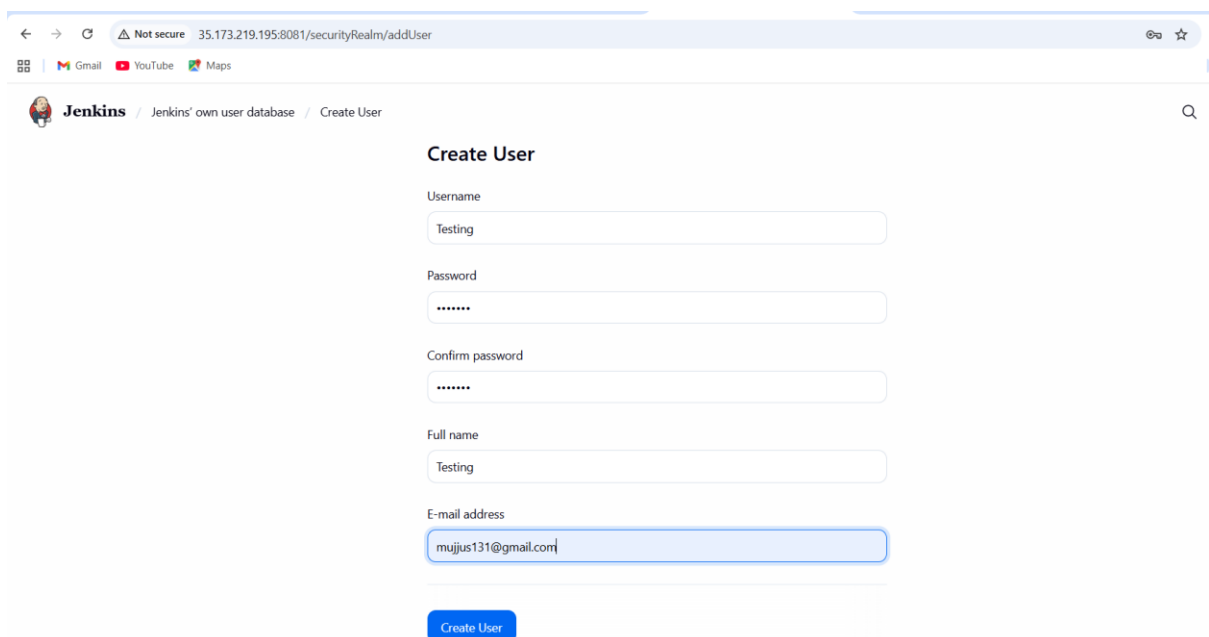 Not secure 35.173.219.195:8081/securityRealm/addUser
Gmail YouTube Maps
Jenkins / Jenkins' own user database / Create User
Create User
Username
Testing
Password
•••••••
Confirm password
•••••••
Full name
Testing
E-mail address
mujjus131@gmail.com
Create User